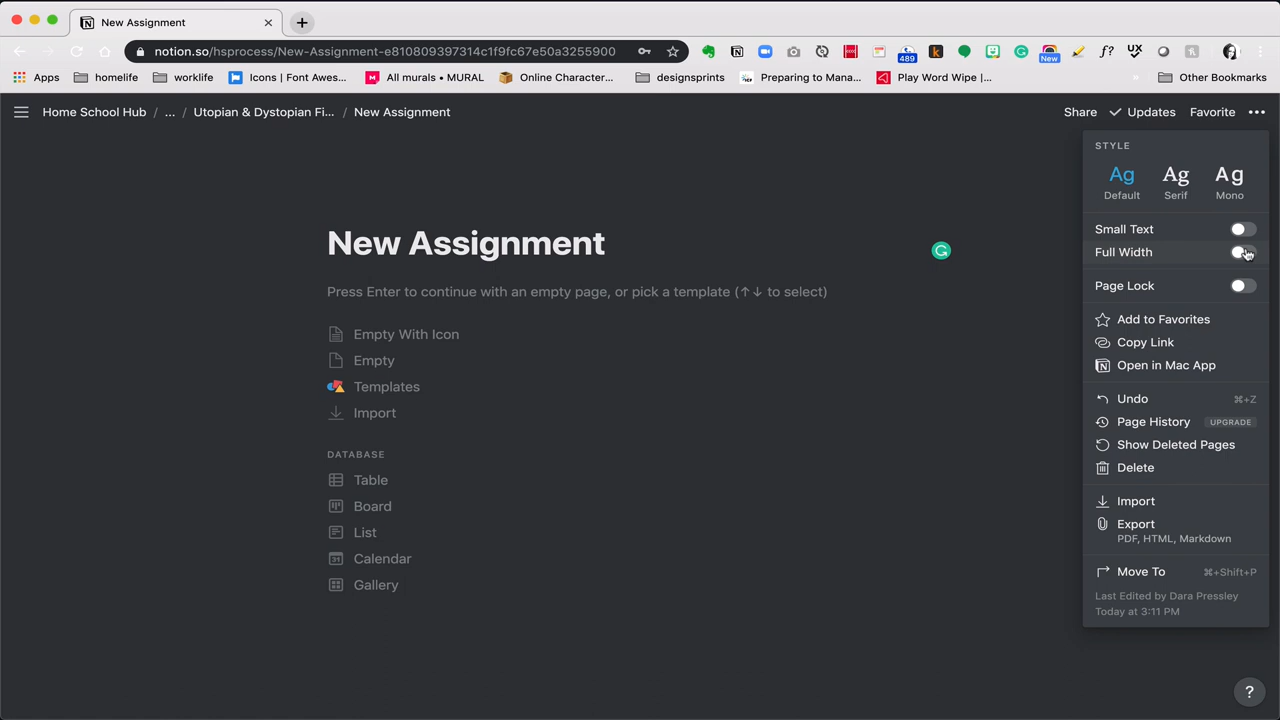 New Assignment
notion.so/hsprocess/New-Assignment-e810809397314c1f9fc67e50a3255900
489
New
f?
UX
Apps
homelife
worklife
Icons | Font Awes...
All murals • MURAL
Online Character...
designsprints
Preparing to Mana...
Play Word Wipe |...
»
Other Bookmarks
Home School Hub / ... / Utopian & Dystopian Fi... / New Assignment
Share
Updates
Favorite
•••
STYLE
Ag Ag Ag
Default Serif Mono
Small Text
Full Width
Page Lock
Add to Favorites
Copy Link
Open in Mac App
Undo ⌘+Z
Page History UPGRADE
Show Deleted Pages
Delete
Import
Export
PDF, HTML, Markdown
Move To ⌘+Shift+P
Last Edited by Dara Pressley
Today at 3:11 PM
New Assignment
Press Enter to continue with an empty page, or pick a template (↑↓ to select)
Empty With Icon
Empty
Templates
Import
DATABASE
Table
Board
List
Calendar
Gallery
?